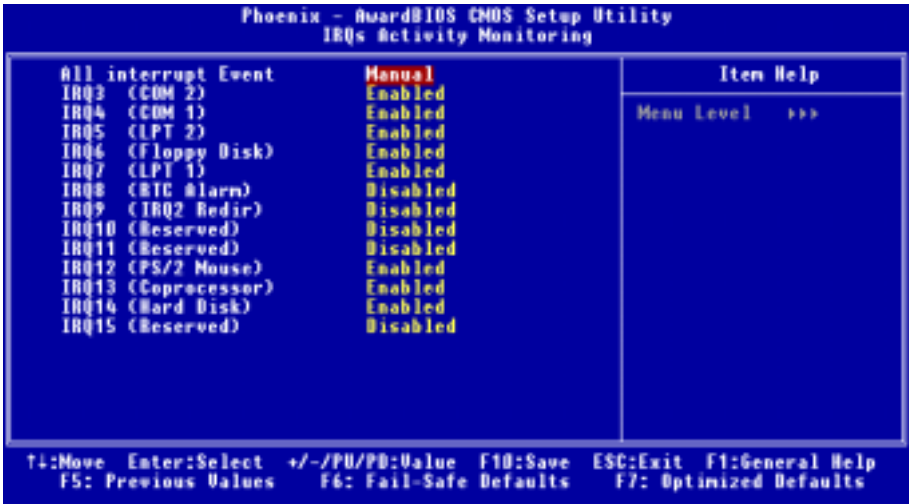 Phoenix - AwardBIOS CMOS Setup Utility
IRQs Activity Monitoring
All interrupt Event Manual
IRQ3 (COM 2) Enabled
IRQ4 (COM 1) Enabled
IRQ5 (LPT 2) Enabled
IRQ6 (Floppy Disk) Enabled
IRQ7 (LPT 1) Enabled
IRQ8 (RTC Alarm) Disabled
IRQ9 (IRQ2 Redir) Disabled
IRQ10 (Reserved) Disabled
IRQ11 (Reserved) Disabled
IRQ12 (PS/2 Mouse) Enabled
IRQ13 (Coprocessor) Enabled
IRQ14 (Hard Disk) Enabled
IRQ15 (Reserved) Disabled
Item Help
Menu Level ►►►
↑↓:Move Enter:Select +/-/PU/PD:Value F10:Save ESC:Exit F1:General Help
F5: Previous Values F6: Fail-Safe Defaults F7: Optimized Defaults